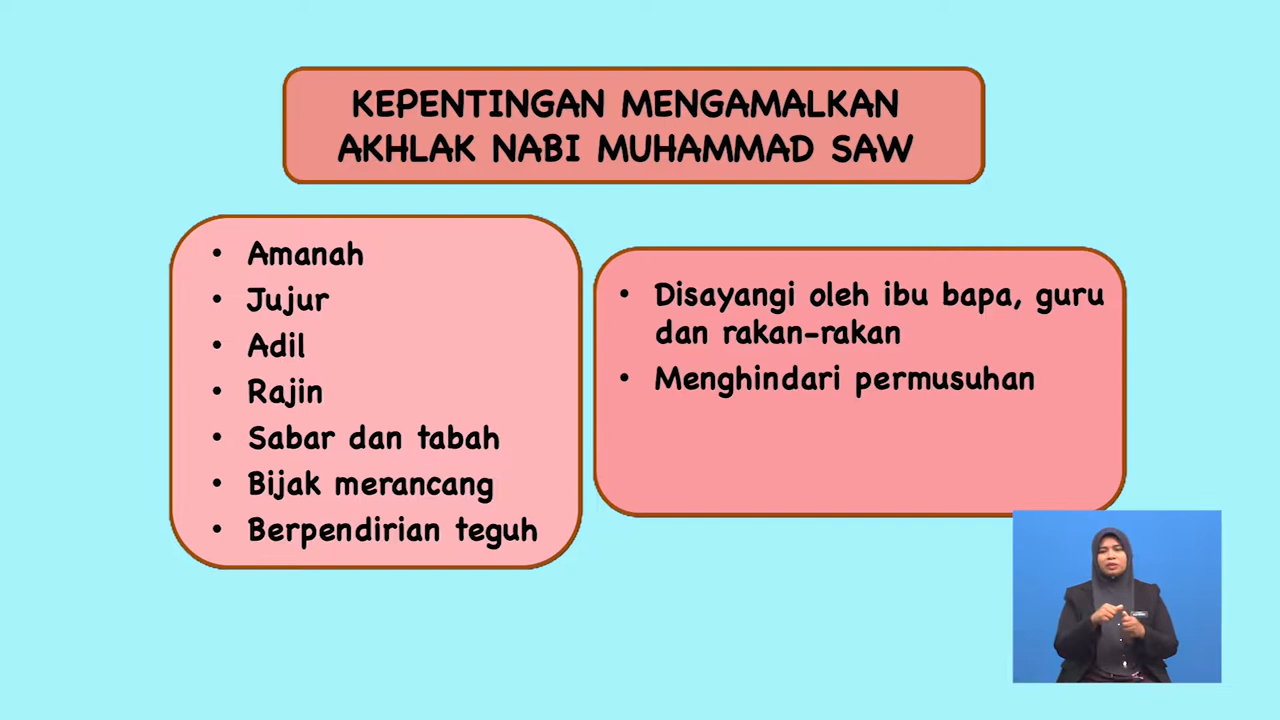 KEPENTINGAN MENGAMALKAN
AKHLAK NABI MUHAMMAD SAW
• Amanah
• Jujur
• Adil
• Rajin
• Sabar dan tabah
• Bijak merancang
• Berpendirian teguh
• Disayangi oleh ibu bapa, guru
dan rakan-rakan
• Menghindari permusuhan